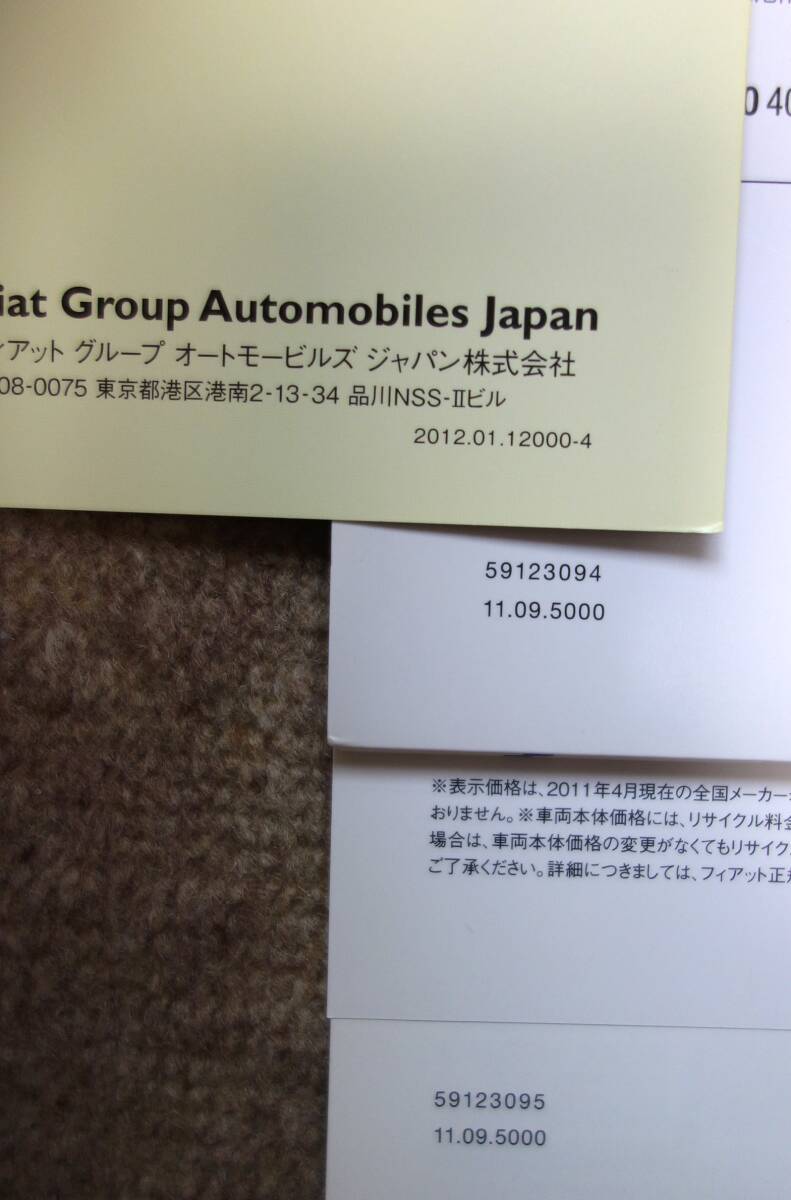 0 40
iat Group Automobiles Japan
ィアット グループ オートモービルズ ジャパン株式会社
08-0075 東京都港区港南2-13-34 品川NSS-Ⅱビル
2012.01.12000-4
59123094
11.09.5000
※表示価格は、2011年4月現在の全国メーカー
おりません。※車両本体価格には、リサイクル料金
場合は、車両本体価格の変更がなくてもリサイク
ご了承ください。詳細につきましては、フィアット正規
59123095
11.09.5000